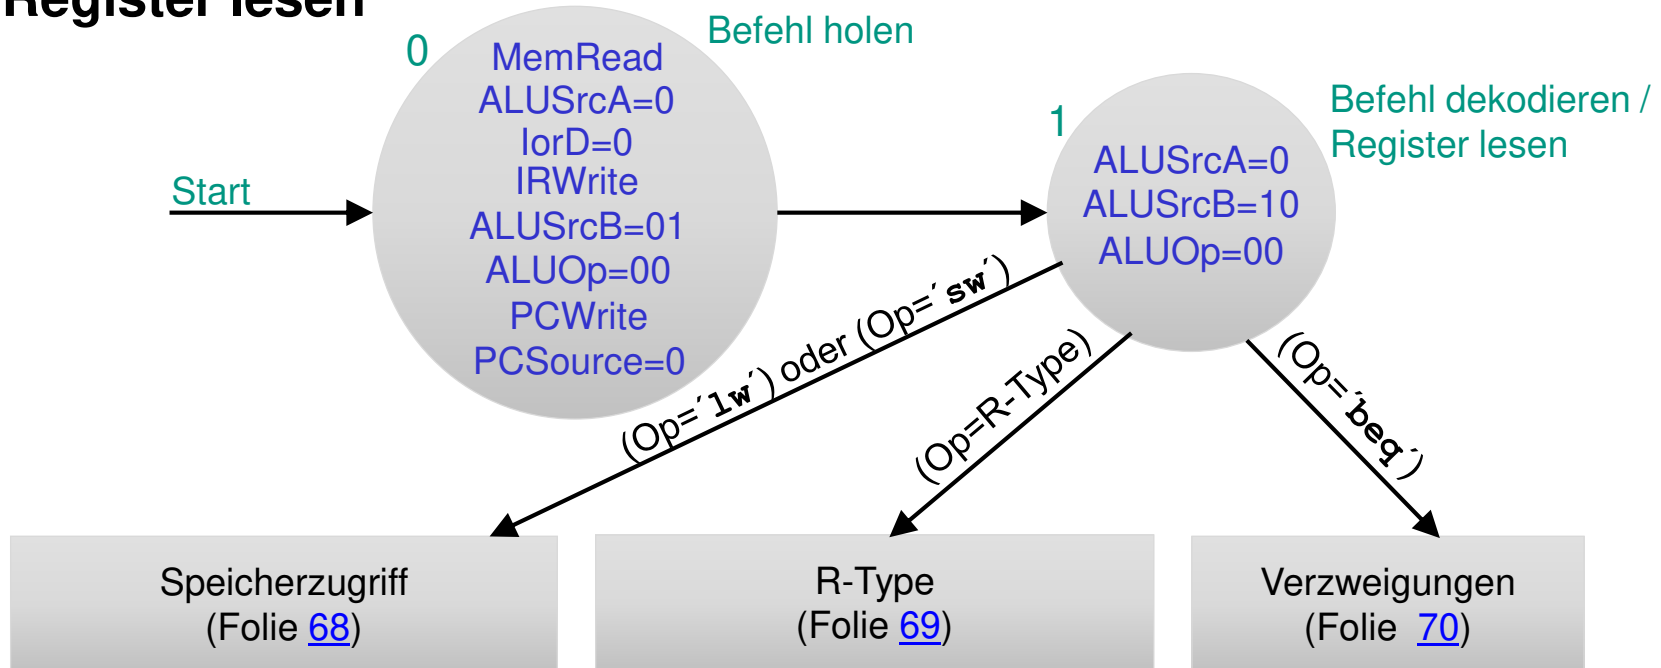 Register lesen
0
Befehl holen
MemRead
ALUSrcA=0
IorD=0
IRWrite
ALUSrcB=01
ALUOp=00
PCWrite
PCSource=0
Start
1
Befehl dekodieren /
Register lesen
ALUSrcA=0
ALUSrcB=10
ALUOp=00
(Op=´lw´) oder (Op=´sw´)
(Op=R-Type)
(Op=´beq´)
Speicherzugriff
(Folie 68)
R-Type
(Folie 69)
Verzweigungen
(Folie 70)